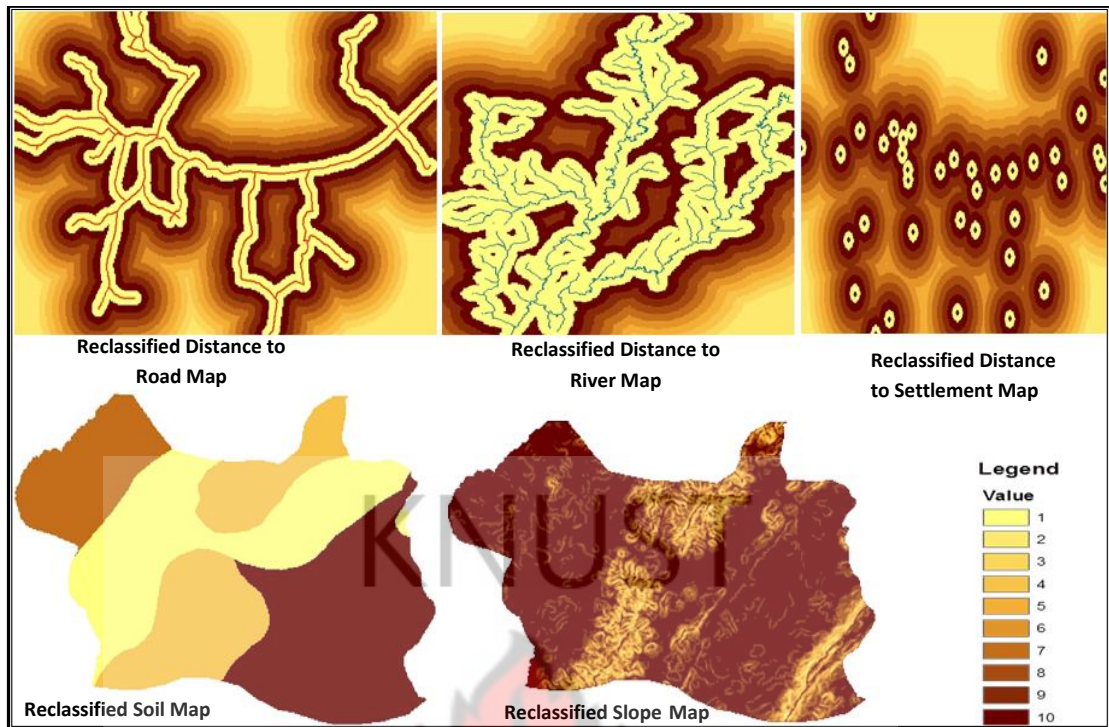 Reclassified Distance to
Road Map
Reclassified Distance to
River Map
Reclassified Distance
to Settlement Map
KNUST
Reclassified Soil Map
Reclassified Slope Map
Legend
Value
1
2
3
4
5
6
7
8
9
10